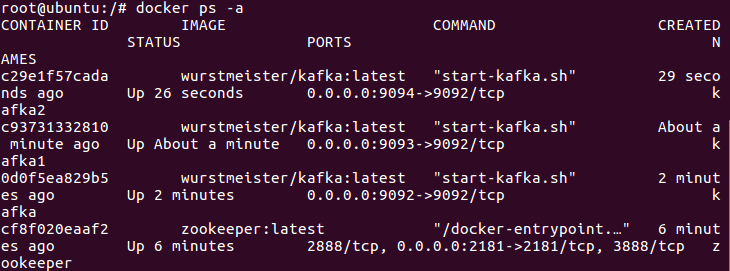 root@ubuntu:/# docker ps -a
CONTAINER ID        IMAGE                      COMMAND                  CREATED
             STATUS              PORTS                                        N
AMES
c29e1f57cada        wurstmeister/kafka:latest   "start-kafka.sh"         29 seco
nds ago      Up 26 seconds       0.0.0.0:9094->9092/tcp                       k
afka2
c93731332810        wurstmeister/kafka:latest   "start-kafka.sh"         About a
 minute ago   Up About a minute   0.0.0.0:9093->9092/tcp                       k
afka1
0d0f5ea829b5        wurstmeister/kafka:latest   "start-kafka.sh"         2 minut
es ago       Up 2 minutes        0.0.0.0:9092->9092/tcp                       k
afka
cf8f020eaaf2        zookeeper:latest            "/docker-entrypoint.…"   6 minut
es ago       Up 6 minutes        2888/tcp, 0.0.0.0:2181->2181/tcp, 3888/tcp   z
ookeeper